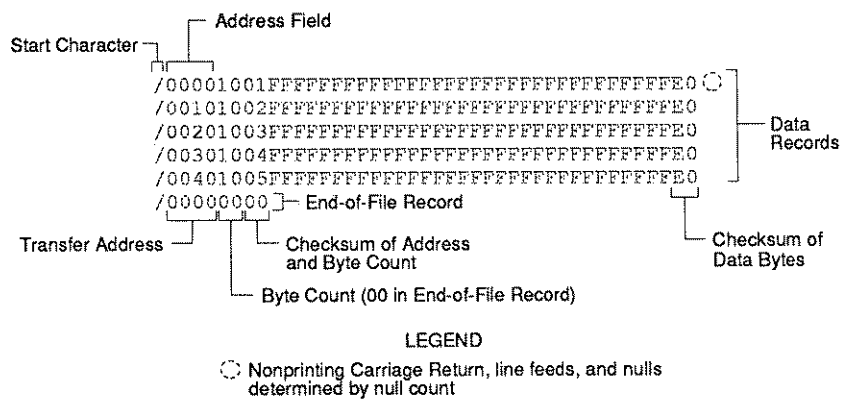 Address Field
Start Character
/00001001FFFFFFFFFFFFFFFFFFFFFFFFFFFFFFFFE0
/00101002FFFFFFFFFFFFFFFFFFFFFFFFFFFFFFFFE0
/00201003FFFFFFFFFFFFFFFFFFFFFFFFFFFFFFFFE0
/00301004FFFFFFFFFFFFFFFFFFFFFFFFFFFFFFFFE0
/00401005FFFFFFFFFFFFFFFFFFFFFFFFFFFFFFFFE0
Data
Records
/00000000
End-of-File Record
Transfer Address
Checksum of Address
and Byte Count
Checksum of
Data Bytes
Byte Count (00 in End-of-File Record)
LEGEND
Nonprinting Carriage Return, line feeds, and nulls
determined by null count